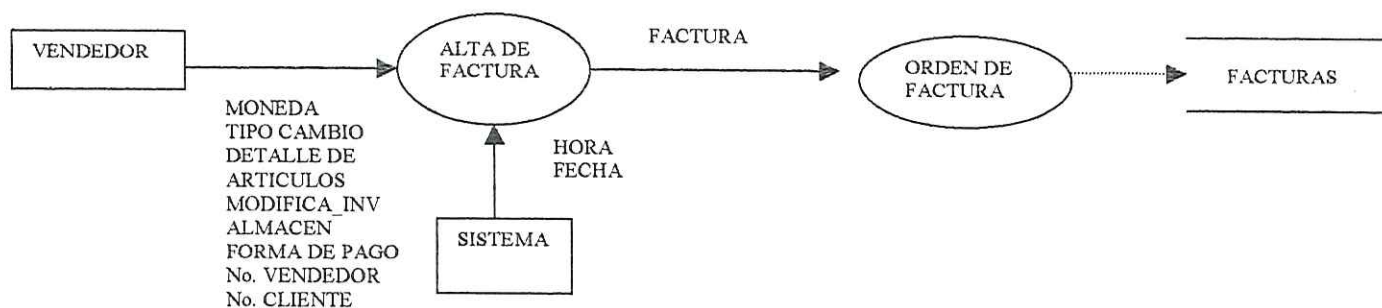 VENDEDOR
ALTA DE
FACTURA
FACTURA
ORDEN DE
FACTURA
FACTURAS
MONEDA
TIPO CAMBIO
DETALLE DE
ARTICULOS
MODIFICA_INV
ALMACEN
FORMA DE PAGO
No. VENDEDOR
No. CLIENTE
HORA
FECHA
SISTEMA